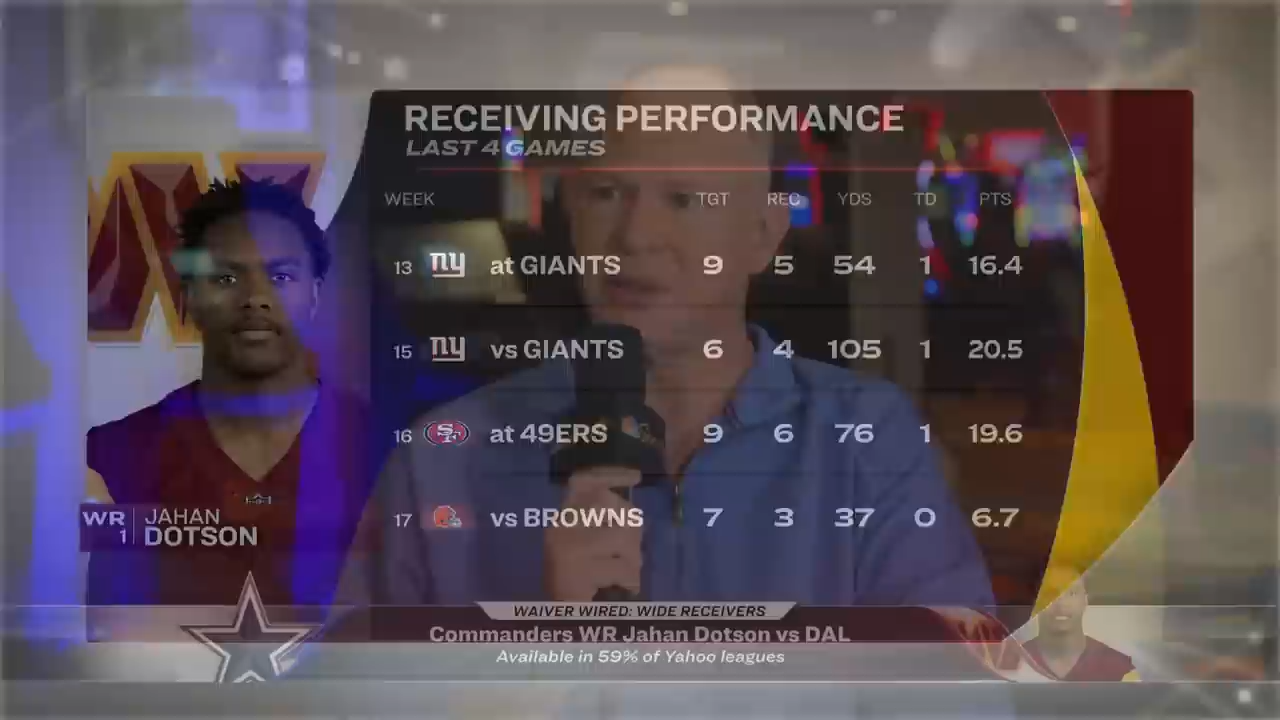 RECEIVING PERFORMANCE
LAST 4 GAMES
WEEK TGT REC YDS TD PTS
13 ny at GIANTS 9 5 54 1 16.4
15 ny vs GIANTS 6 4 105 1 20.5
16 SF at 49ERS 9 6 76 1 19.6
17 vs BROWNS 7 3 37 0 6.7
WR 1 JAHAN DOTSON
WAIVER WIRED: WIDE RECEIVERS
Commanders WR Jahan Dotson vs DAL
Available in 59% of Yahoo leagues